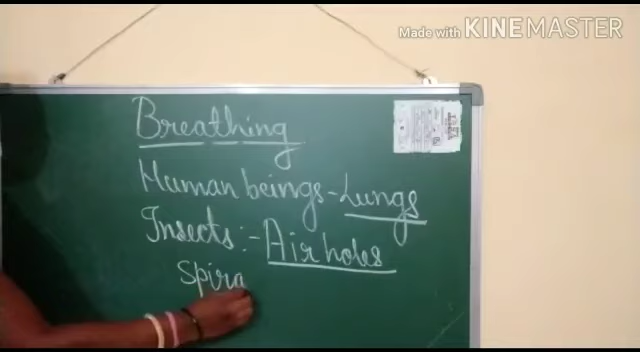 Made with KINEMASTER
Breathing
Human beings - Lungs
Insects :- Air holes
Spira